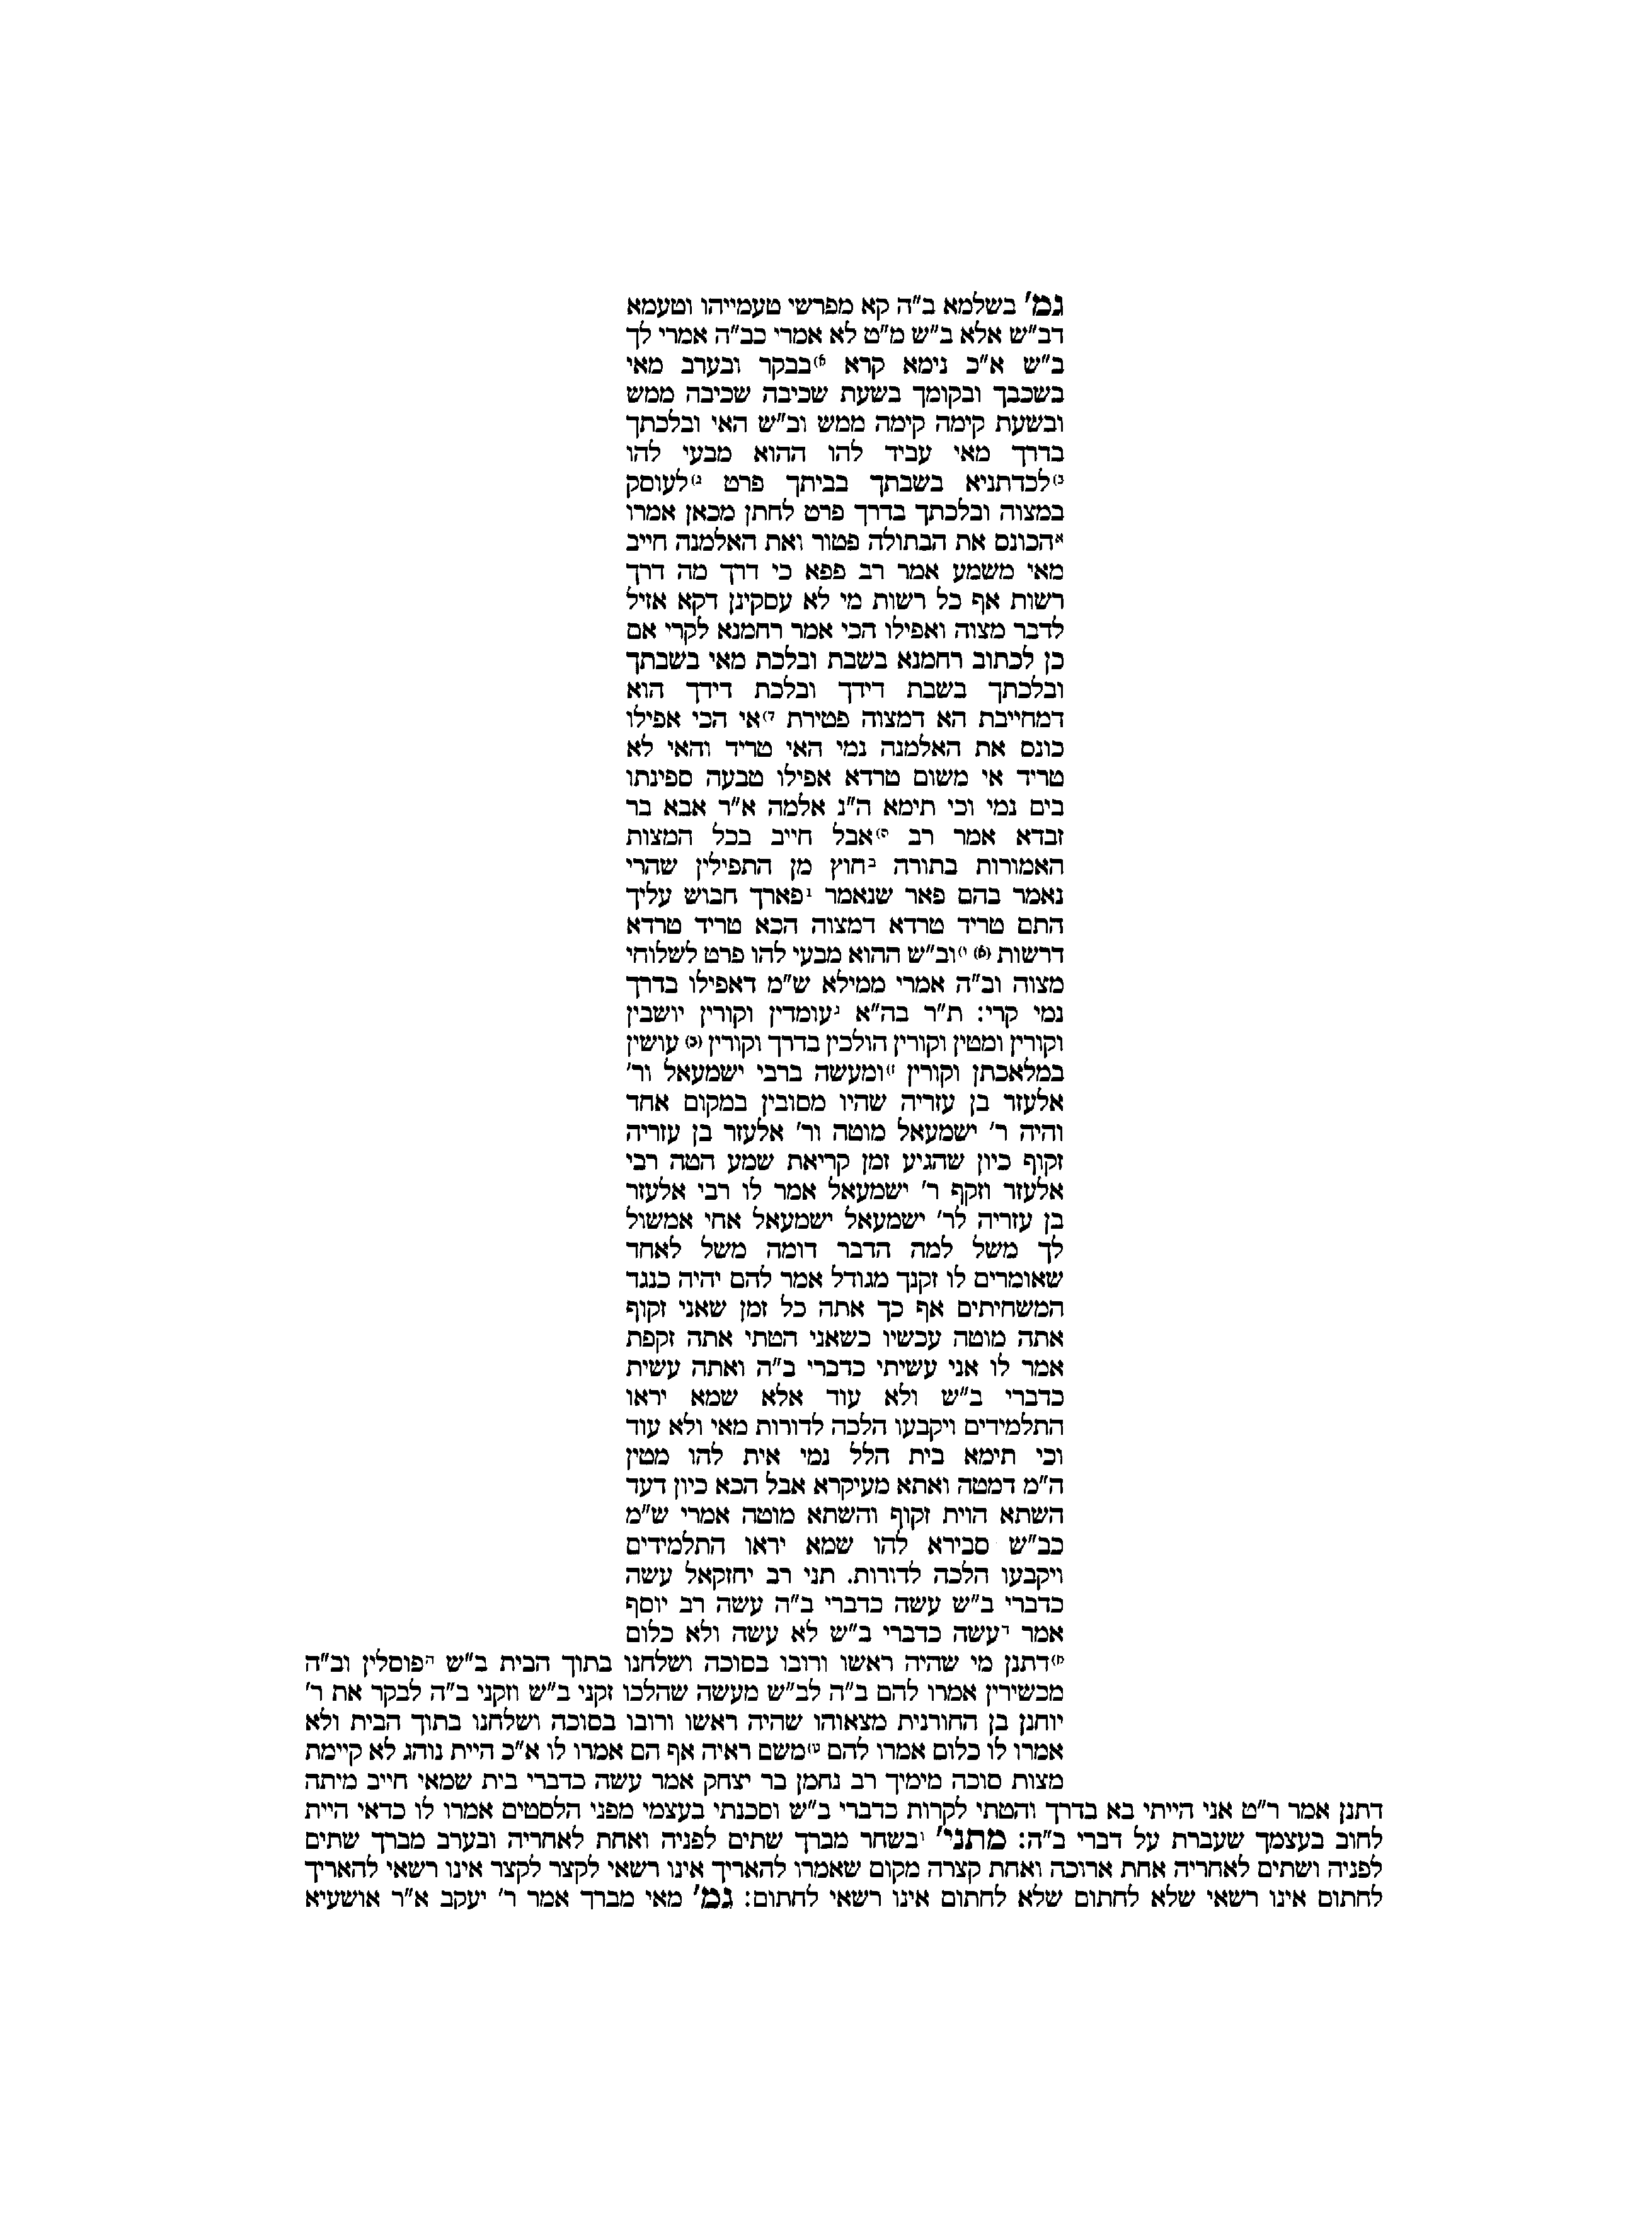 גמ׳ בשלמא ב״ה קא מפרשי טעמייהו וטעמא
דב״ש אלא ב״ש מ״ט לא אמרי כב״ה אמרי לך
ב״ש א״כ נימא קרא א)בבקר ובערב מאי
בשכבך ובקומך בשעת שכיבה שכיבה ממש
ובשעת קימה קימה ממש וב״ש האי ובלכתך
בדרך מאי עביד להו ההוא מבעי להו
ב)לכדתניא בשבתך בביתך פרט ג)לעוסק
במצוה ובלכתך בדרך פרט לחתן מכאן אמרו
אהכונס את הבתולה פטור ואת האלמנה חייב
מאי משמע אמר רב פפא כי דרך מה דרך
רשות אף כל רשות מי לא עסקינן דקא אזיל
לדבר מצוה ואפילו הכי אמר רחמנא לקרי אם
כן לכתוב רחמנא בשבת ובלכת מאי בשבתך
ובלכתך בשבת דידך ובלכת דידך הוא
דמחייבת הא דמצוה פטירת ד)אי הכי אפילו
כונס את האלמנה נמי האי טריד והאי לא
טריד אי משום טרדא אפילו טבעה ספינתו
בים נמי וכי תימא ה״נ אלמה א״ר אבא בר
זבדא אמר רב ה)אבל חייב בכל המצות
האמורות בתורה בחוץ מן התפילין שהרי
נאמר בהם פאר שנאמר ג פארך חבוש עליך
התם טריד טרדא דמצוה הכא טריד טרדא
דרשות (א) ו)וב״ש ההוא מבעי להו פרט לשלוחי
מצוה וב״ה אמרי ממילא ש״מ דאפילו בדרך
נמי קרי: ת״ר בה״א געומדין וקורין יושבין
וקורין ומטין וקורין הולכין בדרך וקורין (ב) עושין
במלאכתן וקורין ז)ומעשה ברבי ישמעאל ור׳
אלעזר בן עזריה שהיו מסובין במקום אחד
והיה ר׳ ישמעאל מוטה ור׳ אלעזר בן עזריה
זקוף כיון שהגיע זמן קריאת שמע הטה רבי
אלעזר וזקף ר׳ ישמעאל אמר לו רבי אלעזר
בן עזריה לר׳ ישמעאל ישמעאל אחי אמשול
לך משל למה הדבר דומה משל לאחד
שאומרים לו זקנך מגודל אמר להם יהיה כנגד
המשחיתים אף כך אתה כל זמן שאני זקוף
אתה מוטה עכשיו כשאני הטתי אתה זקפת
אמר לו אני עשיתי כדברי ב״ה ואתה עשית
כדברי ב״ש ולא עוד אלא שמא יראו
התלמידים ויקבעו הלכה לדורות מאי ולא עוד
וכי תימא בית הלל נמי אית להו מטין
ה״מ דמטה ואתא מעיקרא אבל הכא כיון דעד
השתא הוית זקוף והשתא מוטה אמרי ש״מ
כב״ש סבירא להו שמא יראו התלמידים
ויקבעו הלכה לדורות. תני רב יחזקאל עשה
כדברי ב״ש עשה כדברי ב״ה עשה רב יוסף
אמר דעשה כדברי ב״ש לא עשה ולא כלום
ח)דתנן מי שהיה ראשו ורובו בסוכה ושלחנו בתוך הבית ב״ש הפוסלין וב״ה
מכשירין אמרו להם ב״ה לב״ש מעשה שהלכו זקני ב״ש וזקני ב״ה לבקר את ר׳
יוחנן בן החורנית מצאוהו שהיה ראשו ורובו בסוכה ושלחנו בתוך הבית ולא
אמרו לו כלום אמרו להם ט)משם ראיה אף הם אמרו לו א״כ היית נוהג לא קיימת
מצות סוכה מימיך רב נחמן בר יצחק אמר עשה כדברי בית שמאי חייב מיתה
דתנן אמר ר״ט אני הייתי בא בדרך והטתי לקרות כדברי ב״ש וסכנתי בעצמי מפני הלסטים אמרו לו כדאי היית
לחוב בעצמך שעברת על דברי ב״ה: מתני׳ ובשחר מברך שתים לפניה ואחת לאחריה ובערב מברך שתים
לפניה ושתים לאחריה אחת ארוכה ואחת קצרה מקום שאמרו להאריך אינו רשאי לקצר לקצר אינו רשאי להאריך
לחתום אינו רשאי שלא לחתום שלא לחתום אינו רשאי לחתום: גמ׳ מאי מברך אמר ר׳ יעקב א״ר אושעיא